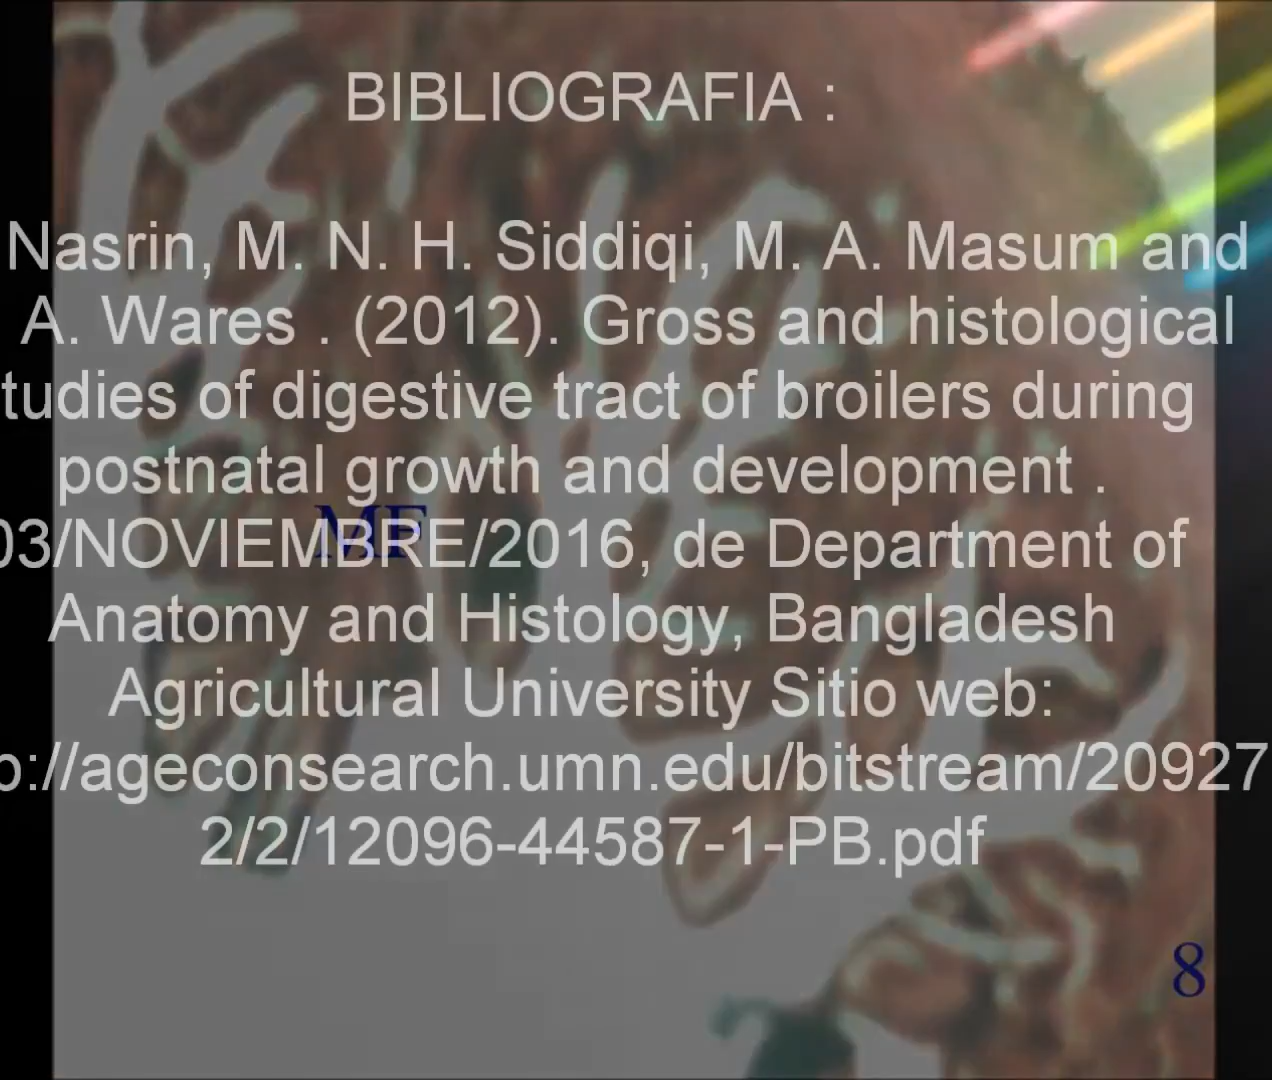 BIBLIOGRAFIA :
Nasrin, M. N. H. Siddiqi, M. A. Masum and
A. Wares . (2012). Gross and histological
tudies of digestive tract of broilers during
postnatal growth and development .
03/NOVIEMBRE/2016, de Department of
MF
Anatomy and Histology, Bangladesh
Agricultural University Sitio web:
p://ageconsearch.umn.edu/bitstream/20927
2/2/12096-44587-1-PB.pdf
8